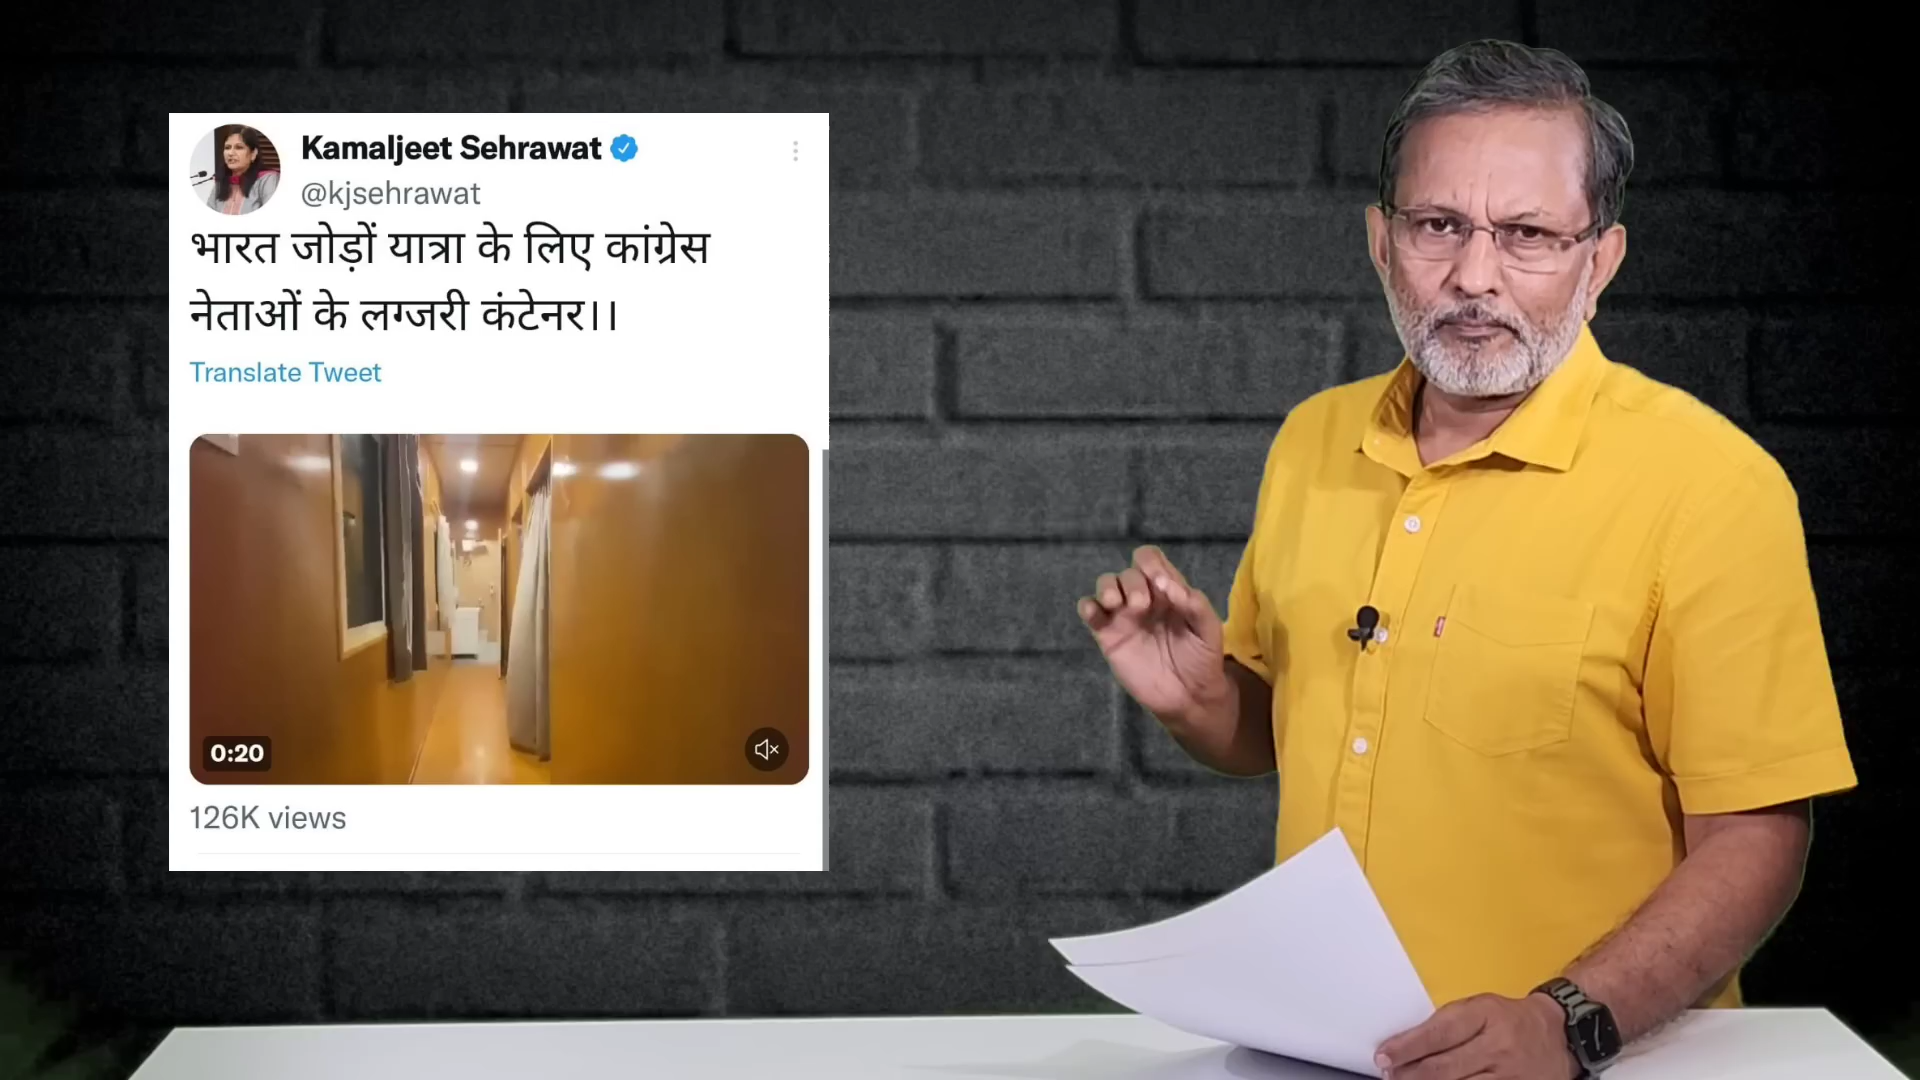 Kamaljeet Sehrawat
@kjsehrawat
भारत जोड़ों यात्रा के लिए कांग्रेस
नेताओं के लग्जरी कंटेनर।।
Translate Tweet
0:20
126K views